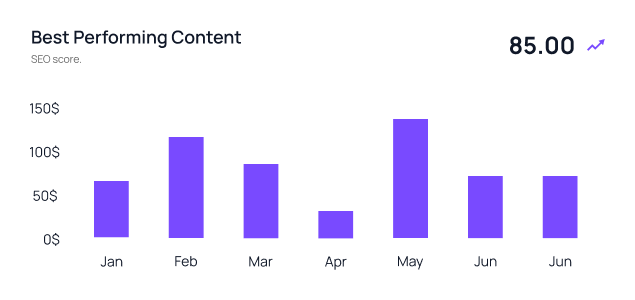 Best Performing Content
SEO score.
85.00
150$
100$
50$
0$
Jan Feb Mar Apr May Jun Jun